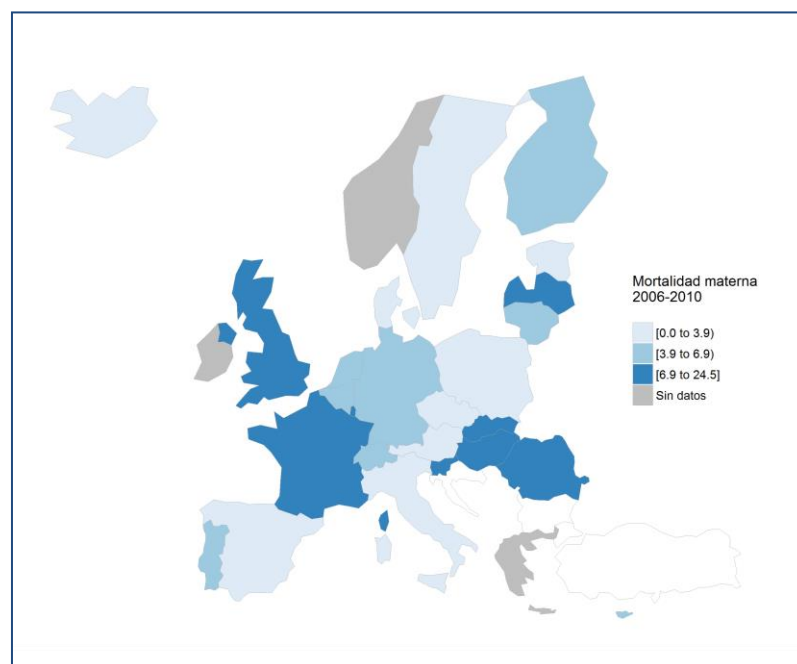 Mortalidad materna
2006-2010
[0.0 to 3.9)
[3.9 to 6.9)
[6.9 to 24.5]
Sin datos